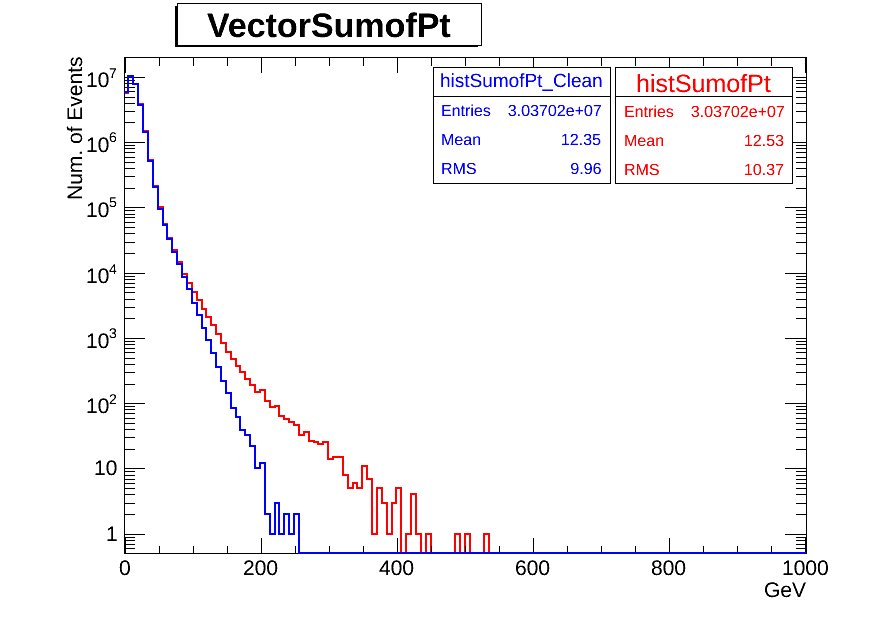 VectorSumofPt
Num. of Events
histSumofPt_Clean
Entries 3.03702e+07
Mean 12.35
RMS 9.96
histSumofPt
Entries 3.03702e+07
Mean 12.53
RMS 10.37
10^7
10^6
10^5
10^4
10^3
10^2
10
1
0 200 400 600 800 1000
GeV